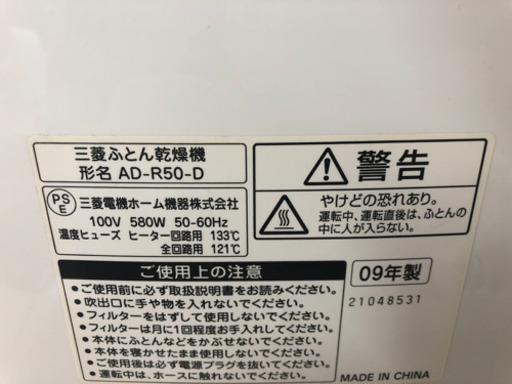 三菱ふとん乾燥機
形名 AD-R50-D
PS
E
三菱電機ホーム機器株式会社
100V 580W 50-60Hz
温度ヒューズ ヒーター回路用 133℃
全回路用 121℃
警告
やけどの恐れあり。
運転中、運転直後は、ふとんの
中に人が入らない。
ご使用上の注意
●ご使用前に必ず取扱説明書をお読みください。
●吹出口に手や物を入れないでください。
●フィルターをはずして使用しないでください。
●フィルターは月に1回程度お手入れください。
●本体にふとんなどをかぶせないでください。
●本体を寝かせたまま使用しないでください。
●ご使用後は必ず電源プラグを抜いてください。
●運転中は、ホースに触れないでください。
09年製
21048531
MADE IN CHINA